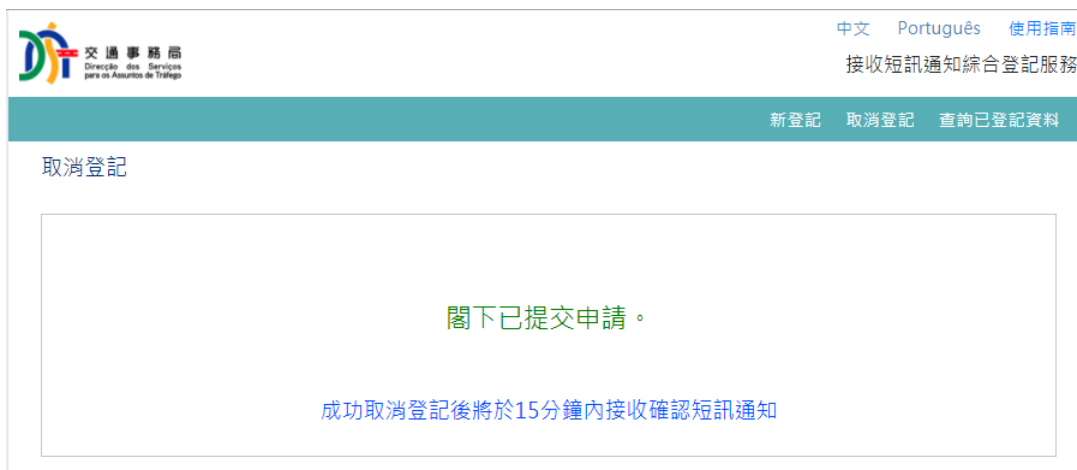 中文 Português 使用指南
交通事務局
Direcção dos Serviços
para os Assuntos de Tráfego
接收短訊通知綜合登記服務
新登記 取消登記 查詢已登記資料
取消登記
閣下已提交申請。
成功取消登記後將於15分鐘內接收確認短訊通知